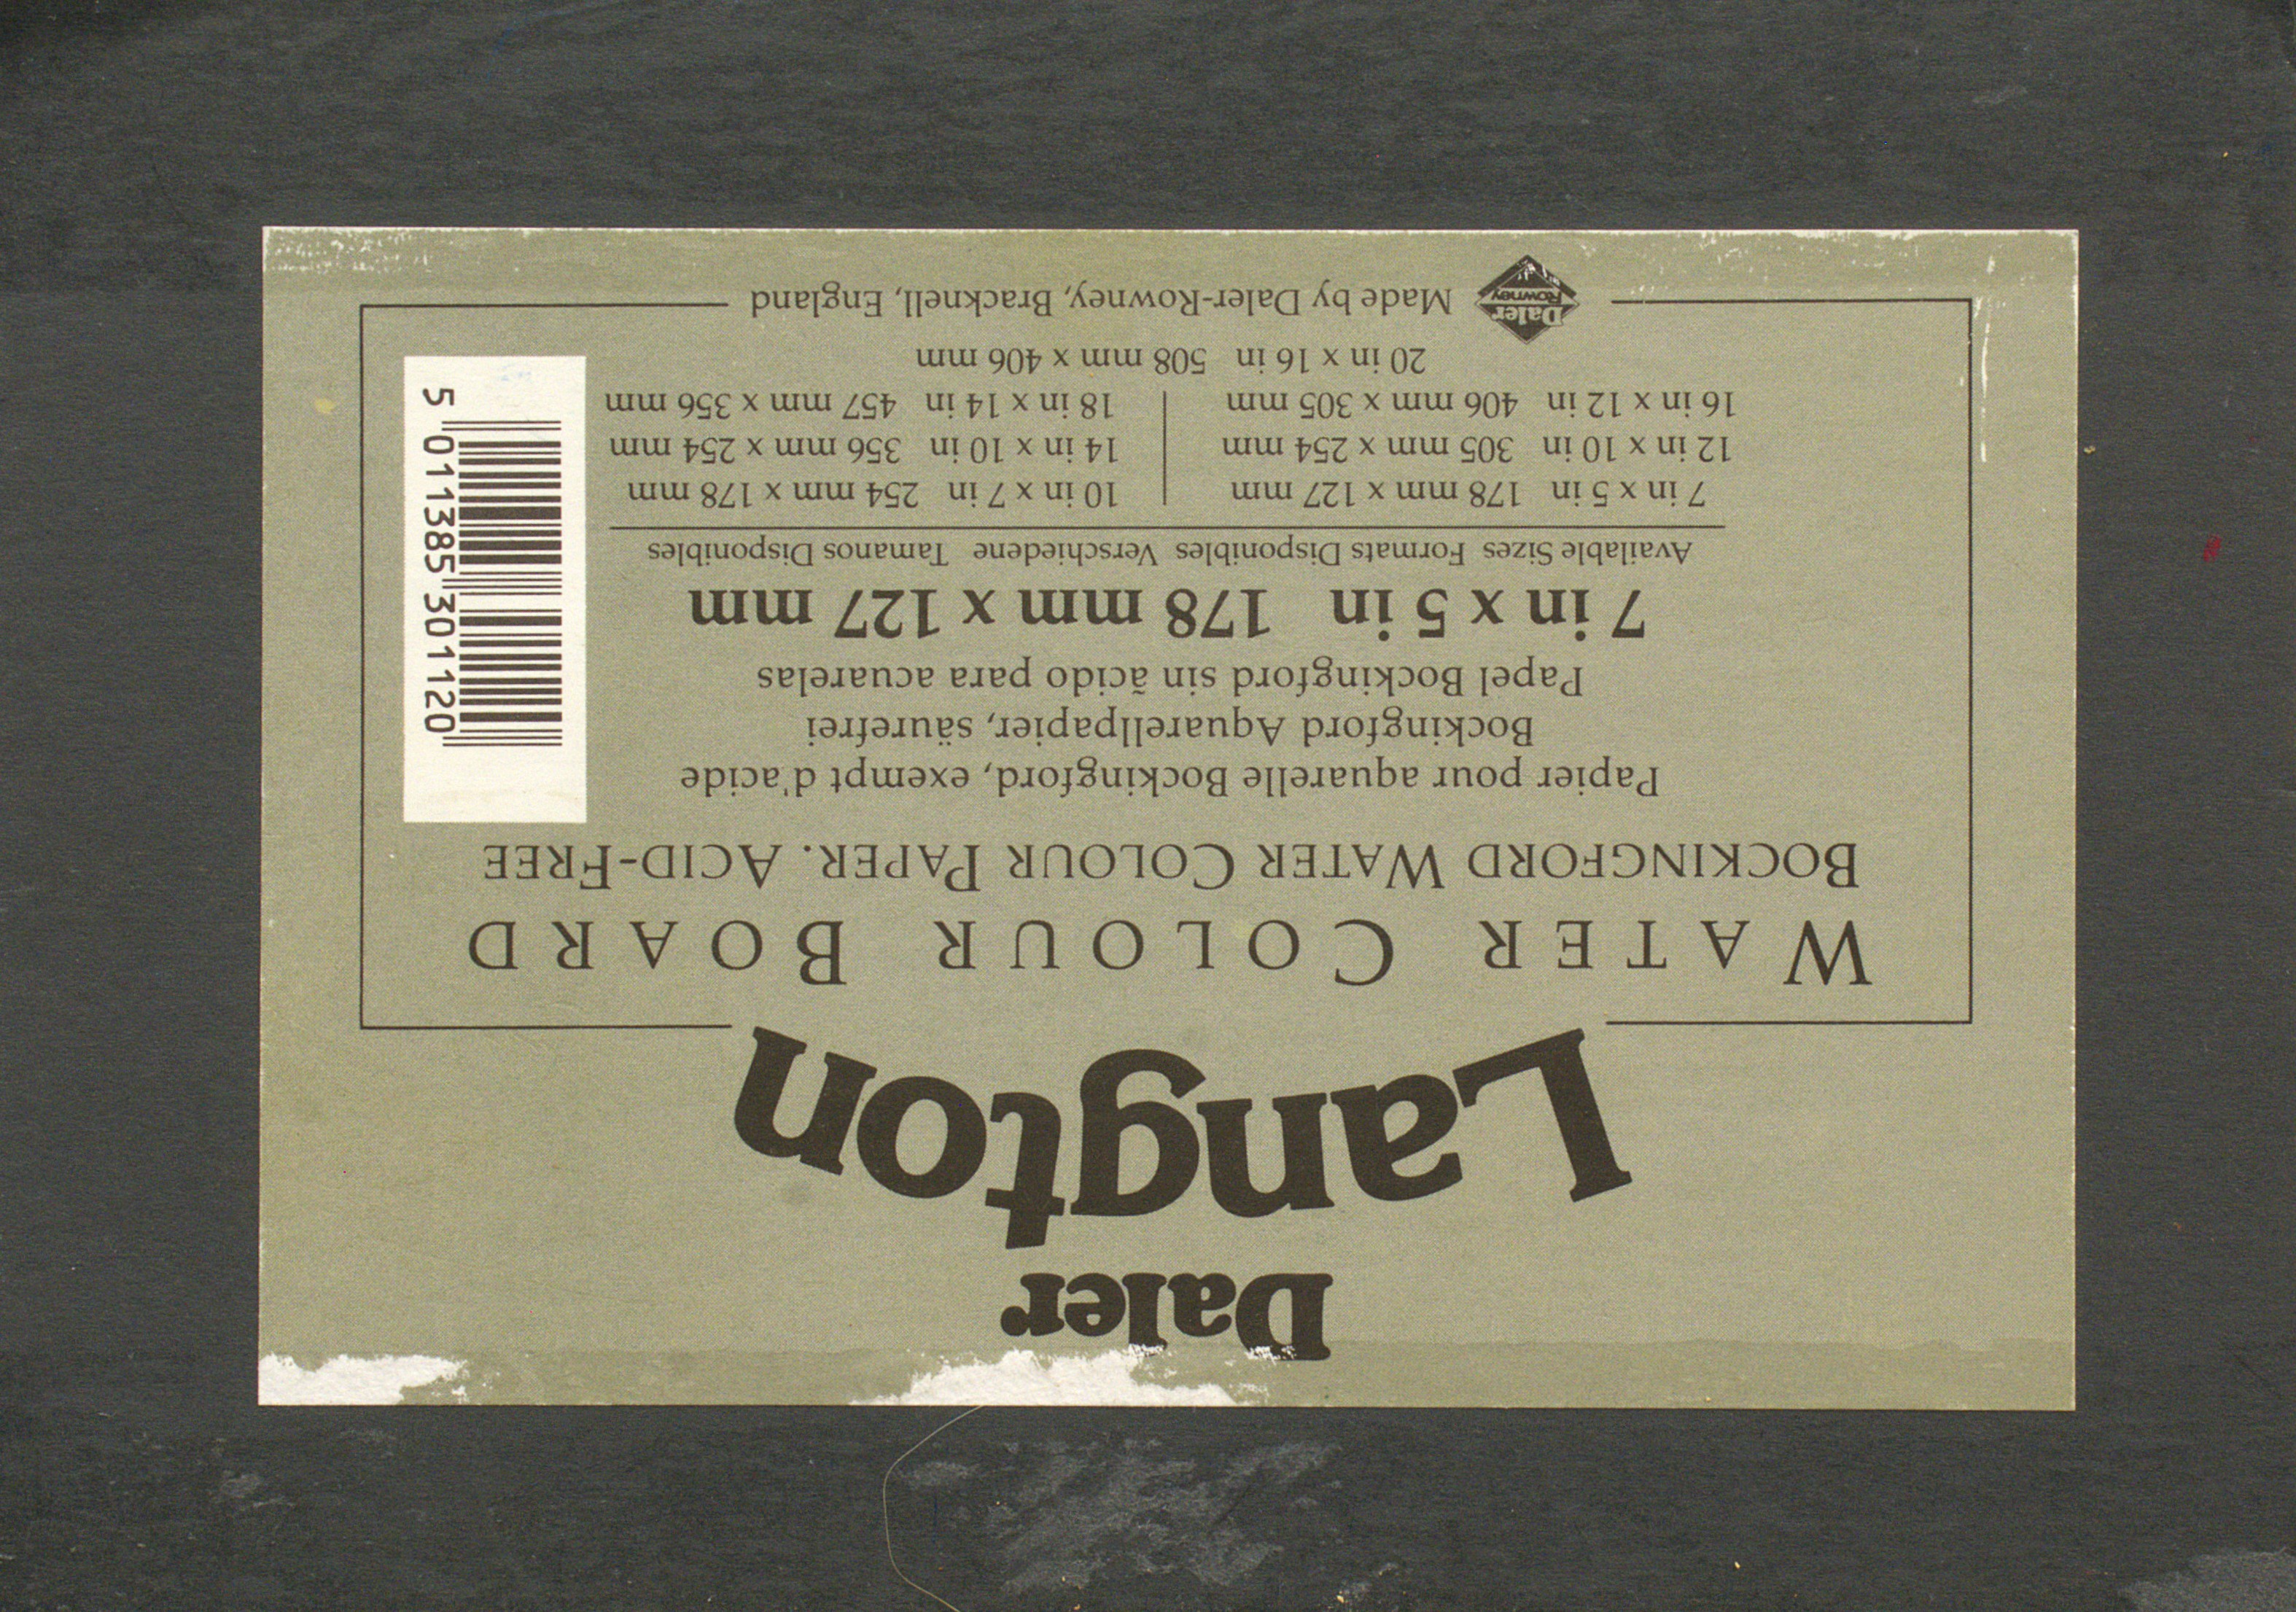 Daler
Langton
WATER COLOUR BOARD
BOCKINGFORD WATER COLOUR PAPER. ACID-FREE
Papier pour aquarelle Bockingford, exempt d'acide
Bockingford Aquarellpapier, säurefrei
Papel Bockingford sin ãcido para acuarelas
7 in x 5 in 178 mm x 127 mm
Available Sizes Formats Disponibles Verschiedene Tamanos Disponibles
7 in x 5 in 178 mm x 127 mm 10 in x 7 in 254 mm x 178 mm
12 in x 10 in 305 mm x 254 mm 14 in x 10 in 356 mm x 254 mm
16 in x 12 in 406 mm x 305 mm 18 in x 14 in 457 mm x 356 mm
20 in x 16 in 508 mm x 406 mm
Daler
Rowney
Made by Daler-Rowney, Bracknell, England
5 011385 301120